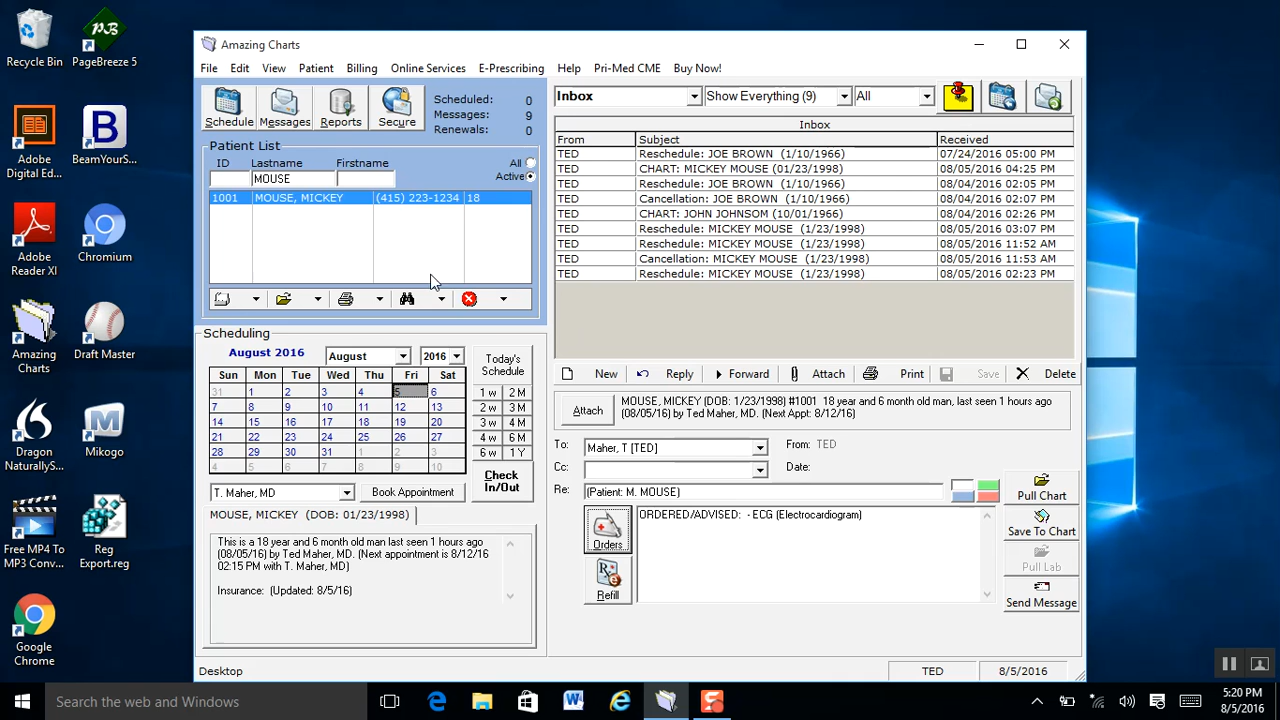 Recycle Bin
PageBreeze 5
Adobe
Digital Ed...
BeamYourS...
Adobe
Reader XI
Chromium
Amazing
Charts
Draft Master
Dragon
NaturallyS...
Mikogo
Free MP4 To
MP3 Conv...
Reg
Export.reg
Google
Chrome
Amazing Charts
File Edit View Patient Billing Online Services E-Prescribing Help Pri-Med CME Buy Now!
Schedule Messages Reports Secure
Scheduled: 0
Messages: 9
Renewals: 0
Patient List
ID Lastname Firstname All
MOUSE Active
1001 MOUSE, MICKEY (415) 223-1234 18
Scheduling
August 2016 August 2016
Today's
Schedule
Sun Mon Tue Wed Thu Fri Sat
31 1 2 3 4 5 6
7 8 9 10 11 12 13
14 15 16 17 18 19 20
21 22 23 24 25 26 27
28 29 30 31 1 2 3
4 5 6 7 8 9 10
1 w 2 M
2 w 3 M
3 w 4 M
4 w 6 M
6 w 1 Y
Check
In/Out
T. Maher, MD Book Appointment
MOUSE, MICKEY (DOB: 01/23/1998)
This is a 18 year and 6 month old man last seen 1 hours ago
(08/05/16) by Ted Maher, MD. (Next appointment is 8/12/16
02:15 PM with T. Maher, MD)
Insurance: (Updated: 8/5/16)
Inbox Show Everything (9) All
Inbox
From Subject Received
TED Reschedule: JOE BROWN (1/10/1966) 07/24/2016 05:00 PM
TED CHART: MICKEY MOUSE (01/23/1998) 08/05/2016 04:25 PM
TED Reschedule: JOE BROWN (1/10/1966) 08/04/2016 02:23 PM
TED Cancellation: JOE BROWN (1/10/1966) 08/04/2016 02:22 PM
TED CHART: JOHN JOHNSOM (10/01/1966) 08/04/2016 02:26 PM
TED Reschedule: MICKEY MOUSE (1/23/1998) 08/05/2016 03:07 PM
TED Reschedule: MICKEY MOUSE (1/23/1998) 08/05/2016 11:52 AM
TED Cancellation: MICKEY MOUSE (1/23/1998) 08/05/2016 11:53 AM
TED Reschedule: MICKEY MOUSE (1/23/1998) 08/05/2016 02:23 PM
New Reply Forward Attach Print Save Delete
Attach
MOUSE, MICKEY (DOB: 1/23/1998) #1001 18 year and 6 month old man, last seen 1 hours ago
(08/05/16) by Ted Maher, MD. (Next Appt: 8/12/16)
To: Maher, T [TED] From: TED
Cc: Date:
Re: (Patient: M. MOUSE)
ORDERED/ADVISED: - ECG (Electrocardiogram)
Orders
Refill
Pull Chart
Save To Chart
Pull Lab
Send Message
Desktop TED 8/5/2016
Search the web and Windows
5:20 PM
8/5/2016